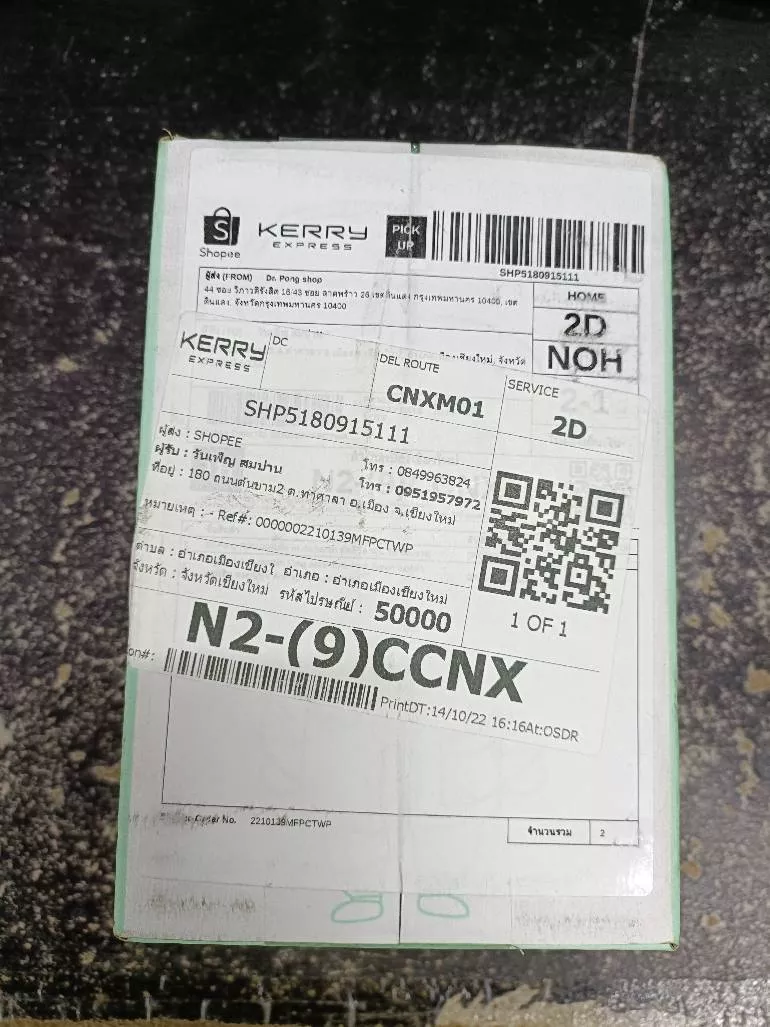 Shopee
KERRY
EXPRESS
PICK
UP
SHP5180915111
ผู้ส่ง (FROM) Dr. Pong shop
44 ซอย วิภาวดีรังสิต 16/43 ซอย ลาดพร้าว 26 เขตดินแดง กรุงเทพมหานคร 10400, เขต
ดินแดง, จังหวัดกรุงเทพมหานคร 10400
HOME
2D
NOH
เมืองเชียงใหม่, จังหวัด
KERRY
EXPRESS
DC
DEL ROUTE
CNXM01
SERVICE
2D
SHP5180915111
ผู้ส่ง : SHOPEE
โทร : 0849963824
ผู้รับ : วันเพ็ญ สมปาน
โทร : 0951957972
ที่อยู่ : 180 ถนนต้นขาม2 ต.ท่าศาลา อ.เมือง จ.เชียงใหม่
หมายเหตุ : - Ref#: 0000002210139MFPCTWP
ตำบล : อำเภอเมืองเชียงใ อำเภอ : อำเภอเมืองเชียงใหม่
จังหวัด : จังหวัดเชียงใหม่ รหัสไปรษณีย์ : 50000
1 OF 1
N2-(9)CCNX
on#:
PrintDT:14/10/22 16:16At:OSDR
Order No. 2210139MFPCTWP
จำนวนรวม 2